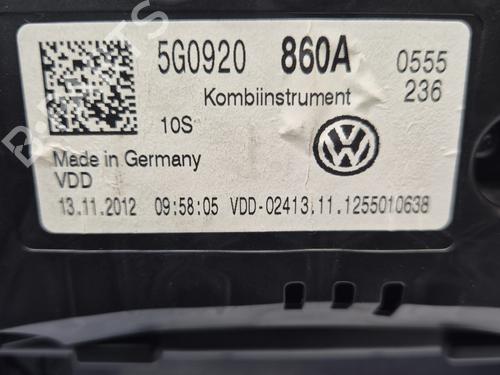 5G0920 860A 0555
Kombiinstrument 236
10S
Made in Germany
VDD
13.11.2012 09:58:05 VDD-02413.11.1255010638